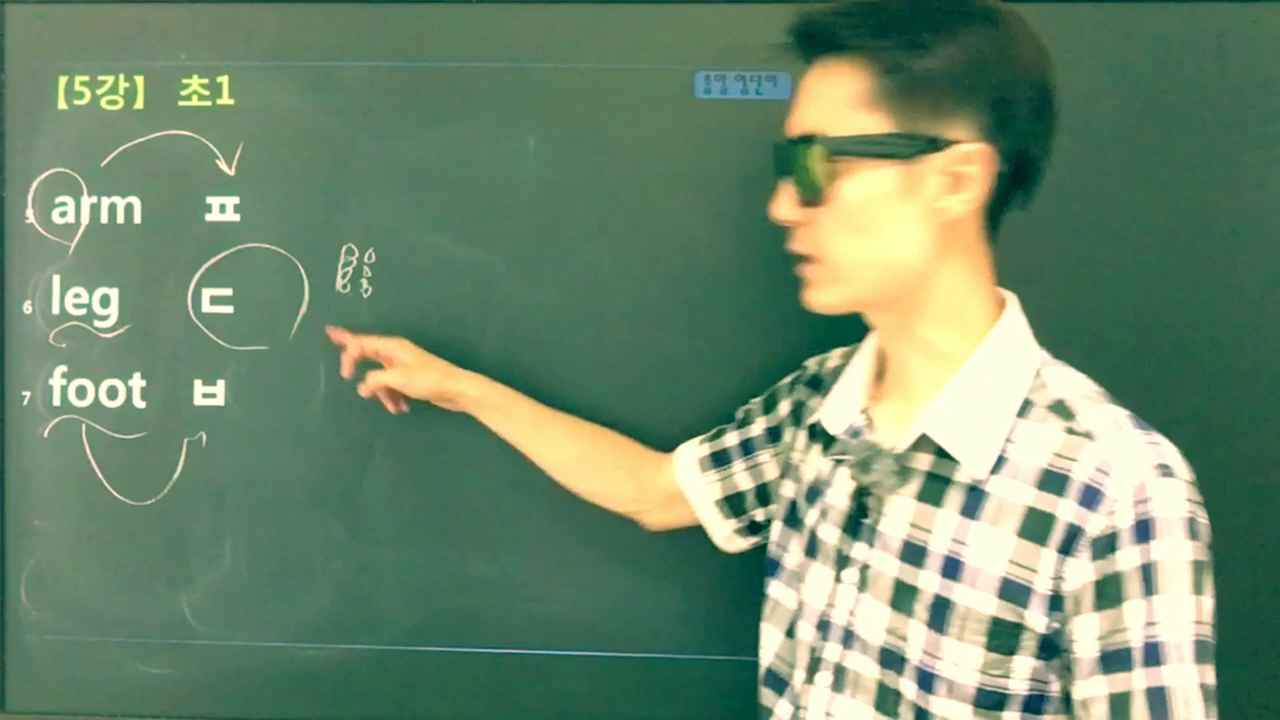 【5강】 초1
5 arm ㅍ
6 leg ㄷ
7 foot ㅂ